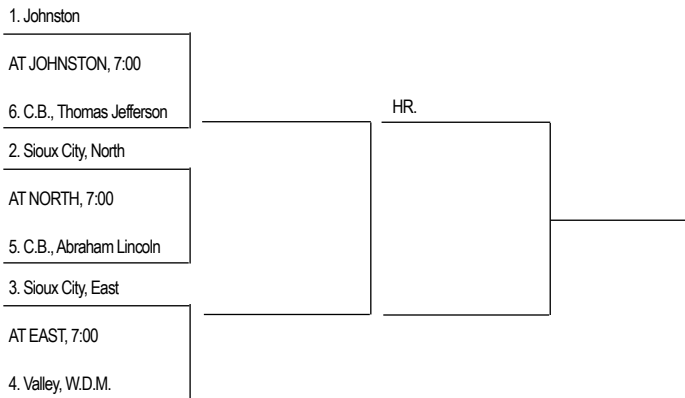 1. Johnston
AT JOHNSTON, 7:00
6. C.B., Thomas Jefferson
HR.
2. Sioux City, North
AT NORTH, 7:00
5. C.B., Abraham Lincoln
3. Sioux City, East
AT EAST, 7:00
4. Valley, W.D.M.